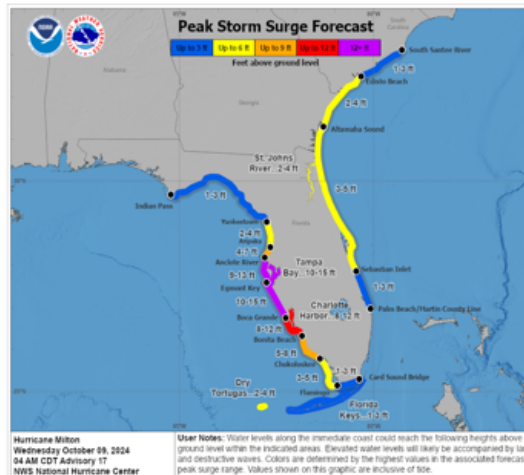 Peak Storm Surge Forecast
Up to 3 ft Up to 6 ft Up to 9 ft Up to 12 ft 12+ ft
Feet above ground level
NOAA
South Carolina
South Santee River
1-3 ft
Edisto Beach
Alabama
Georgia
2-4 ft
Altamaha Sound
St. Johns
River...2-4 ft
3-5 ft
Indian Pass
1-3 ft
Yankeetown
2-4 ft
Aripeka
4-7 ft
Anclote River
9-13 ft
Egmont Key
Tampa
Bay...10-15 ft
10-15 ft
Florida
Sebastian Inlet
1-3 ft
Palm Beach/Martin County Line
Boca Grande
Charlotte
8-12 ft
Bonita Beach
5-8 ft
Chokoloskee
3-5 ft
Flamingo
1-3 ft
Card Sound Bridge
Dry
Tortugas...2-4 ft
Florida
Keys...1-3 ft
Hurricane Milton
Wednesday October 09, 2024
04 AM CDT Advisory 17
NWS National Hurricane Center
User Notes: Water levels along the immediate coast could reach the following heights above
ground level within the indicated areas. Elevated water levels will likely be accompanied by
and destructive waves. Colors are determined by the highest values in the associated
peak surge range. Values shown on this graphic are inclusive of tide.